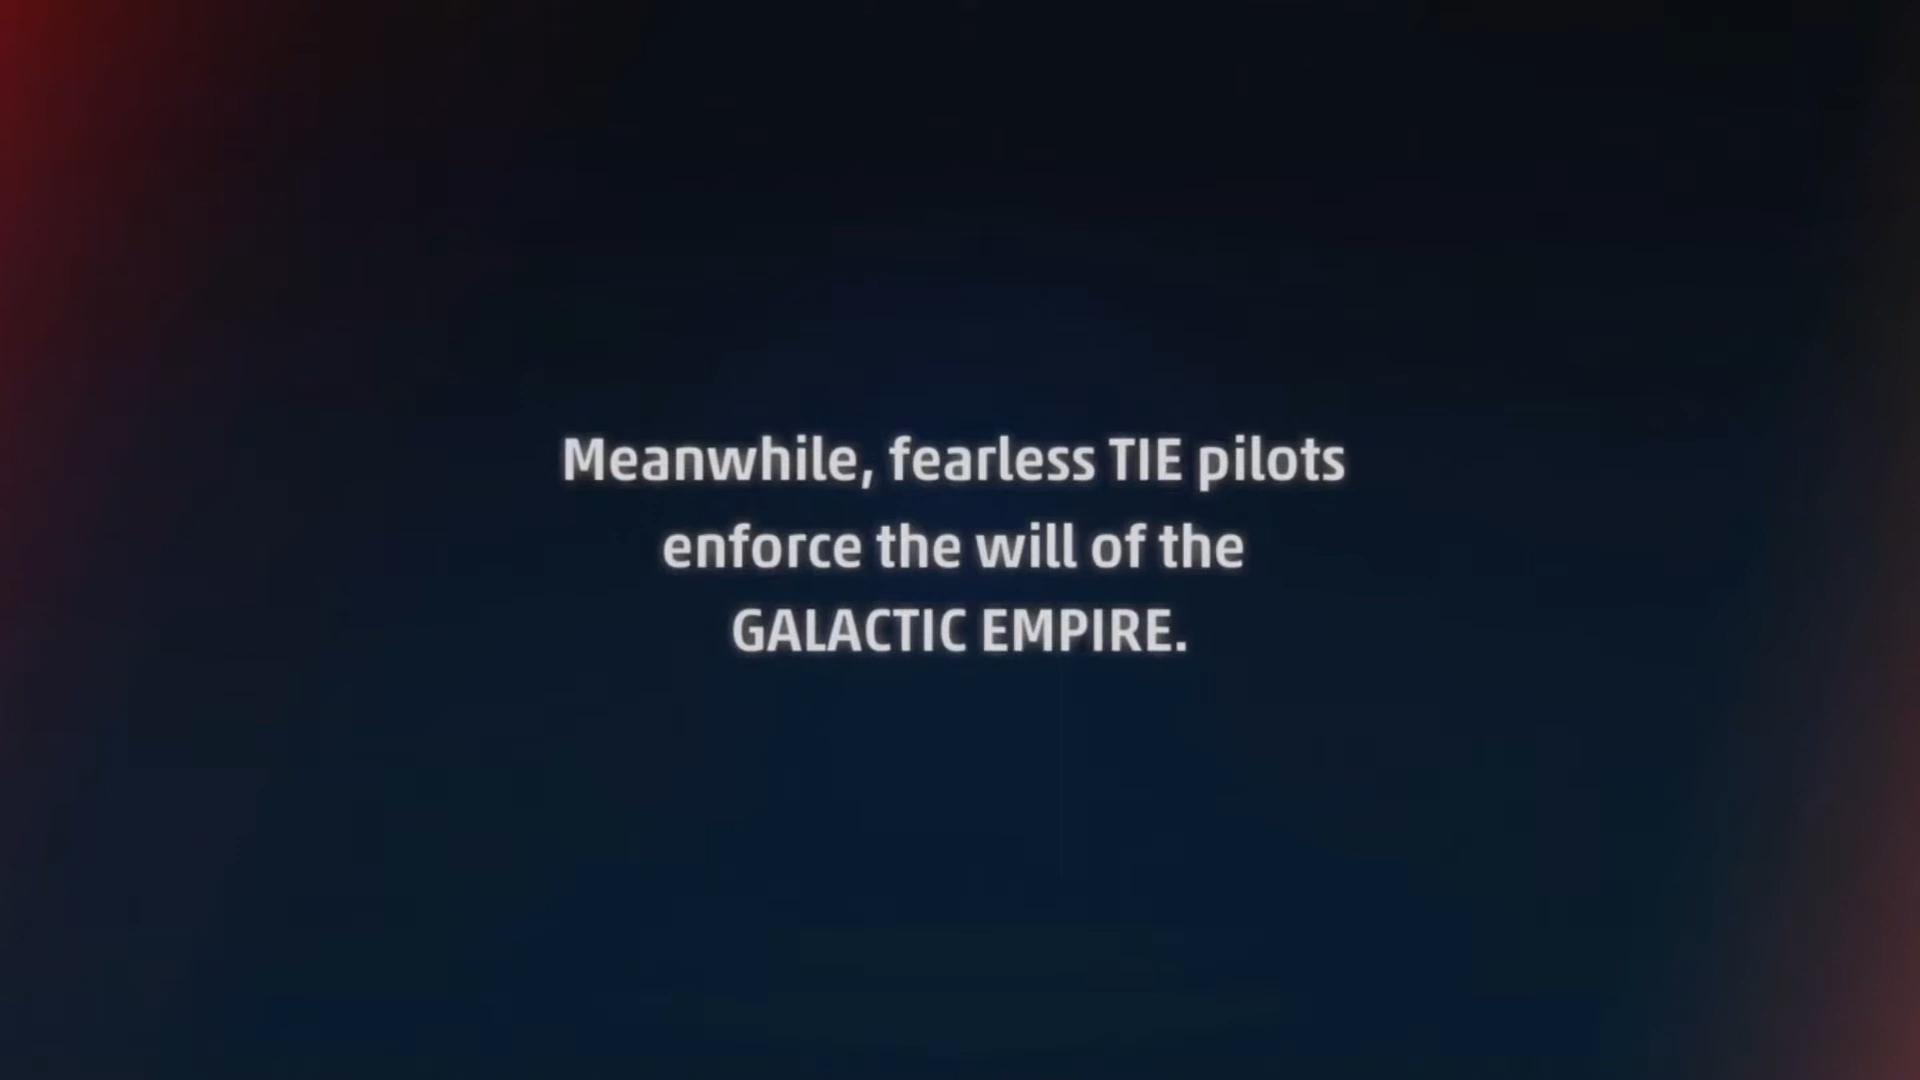 Meanwhile, fearless TIE pilots
enforce the will of the
GALACTIC EMPIRE.